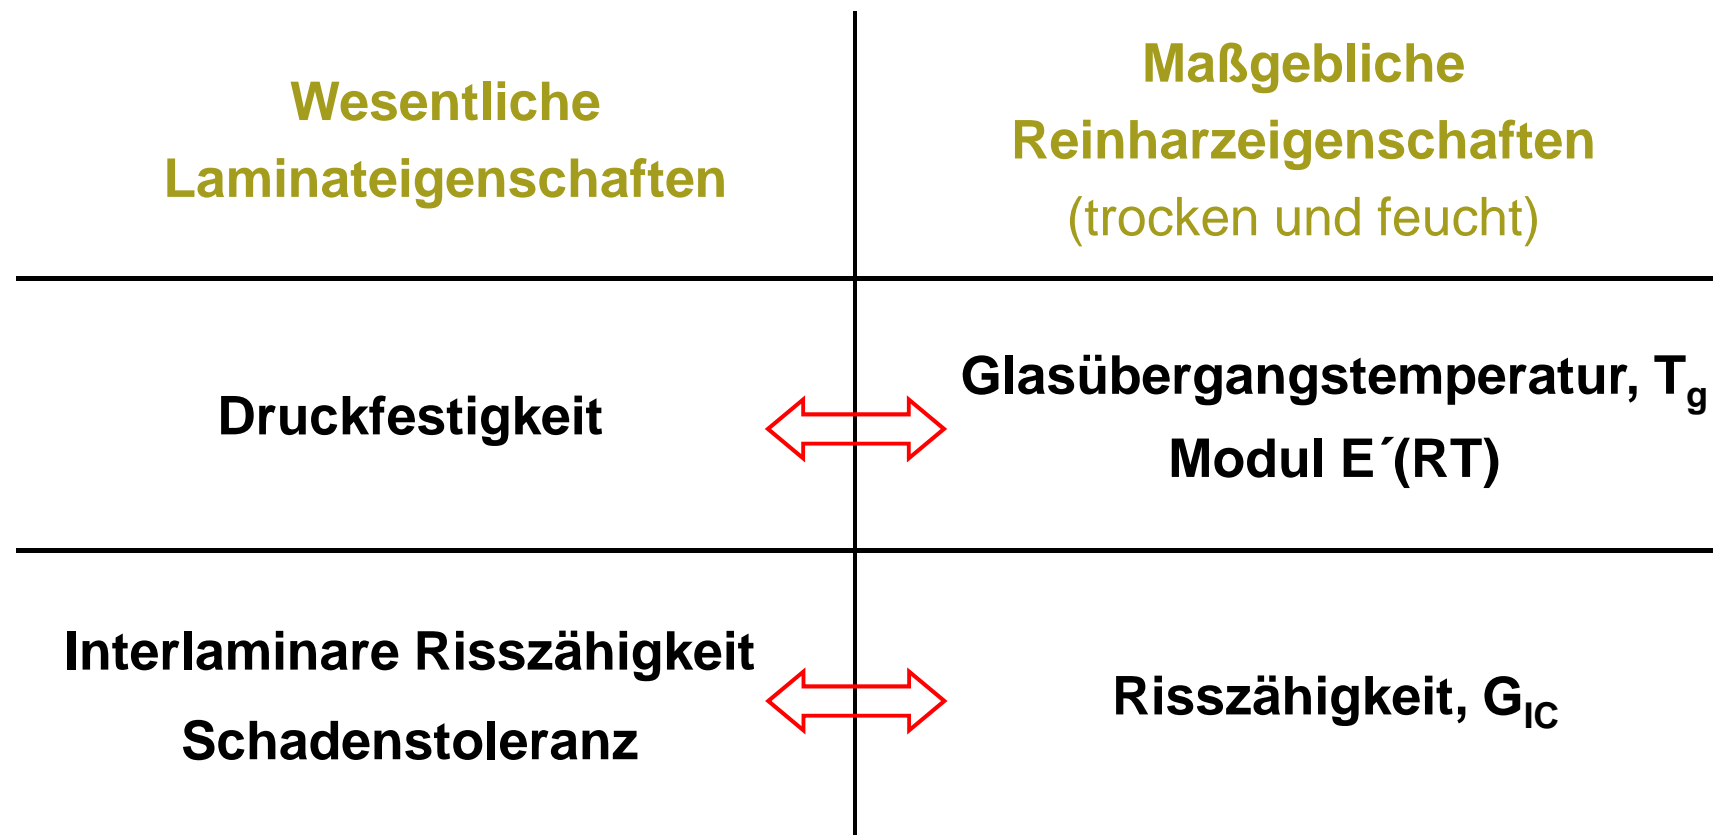 Wesentliche
Laminateigenschaften
Maßgebliche
Reinharzeigenschaften
(trocken und feucht)
Druckfestigkeit
Glasübergangstemperatur, Tg
Modul E´(RT)
Interlaminare Risszähigkeit
Schadenstoleranz
Risszähigkeit, GIC